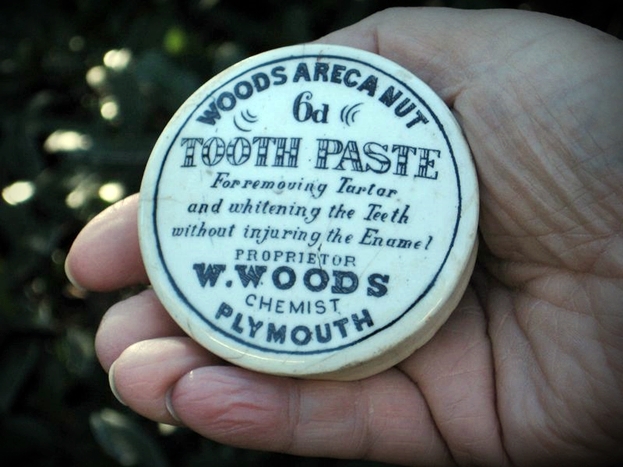 WOODS ARECA NUT
6d
TOOTH PASTE
For removing Tartar
and whitening the Teeth
without injuring the Enamel
PROPRIETOR
W. WOODS
CHEMIST
PLYMOUTH